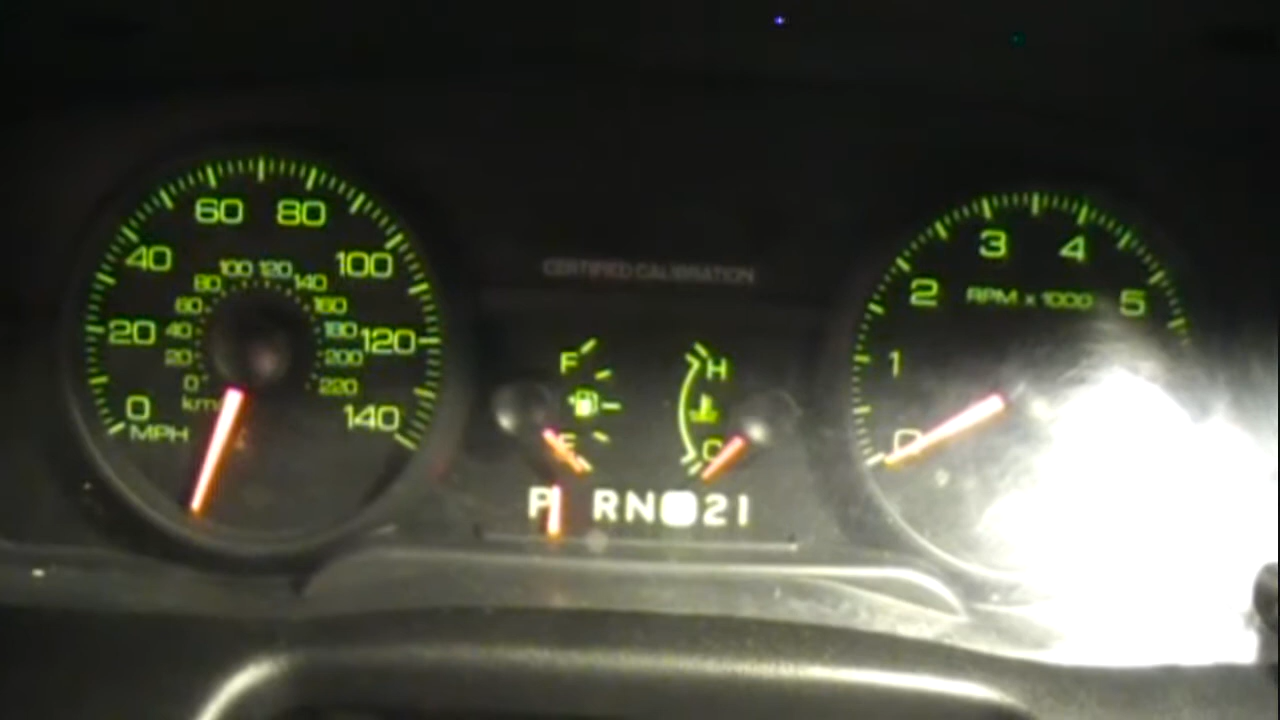 60 80
40 100
20 120
0 140
MPH
100 120
80 140
60 160
40 180
20 200
0 220
km
CERTIFIED CALIBRATION
F
E
H
C
P RN 21
3 4
2 5
1
0
RPM x 1000